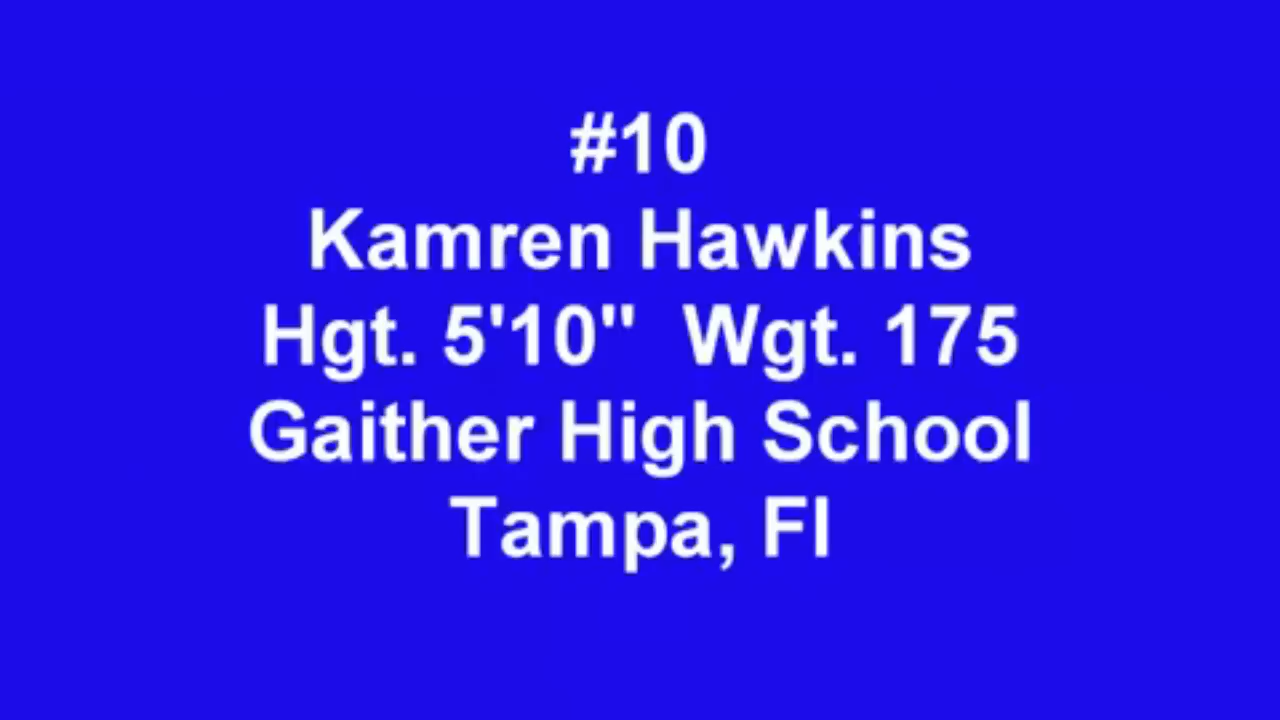 #10
Kamren Hawkins
Hgt. 5'10"  Wgt. 175
Gaither High School
Tampa, Fl